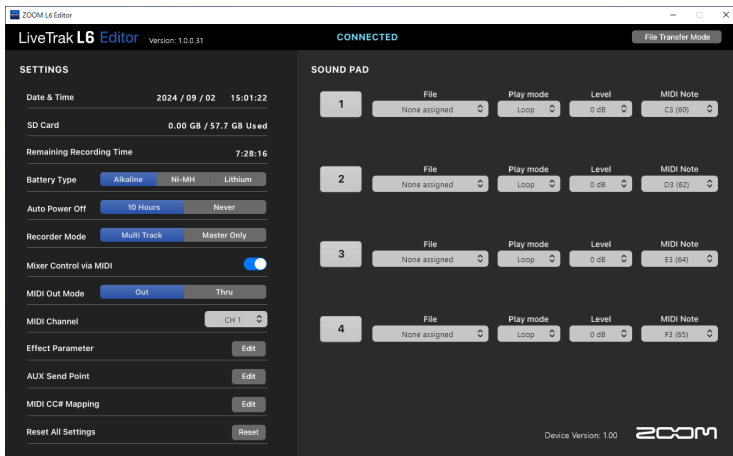 ZOOM L6 Editor
LiveTrak L6 Editor Version: 1.0.0.31 CONNECTED File Transfer Mode
SETTINGS
Date & Time 2024 / 09 / 02 15:01:22
SD Card 0.00 GB / 57.7 GB Used
Remaining Recording Time 7:28:16
Battery Type Alkaline Ni-MH Lithium
Auto Power Off 10 Hours Never
Recorder Mode Multi Track Master Only
Mixer Control via MIDI
MIDI Out Mode Out Thru
MIDI Channel CH 1
Effect Parameter Edit
AUX Send Point Edit
MIDI CC# Mapping Edit
Reset All Settings Reset
SOUND PAD
File Play mode Level MIDI Note
1 None assigned Loop 0 dB C3 (60)
File Play mode Level MIDI Note
2 None assigned Loop 0 dB D3 (62)
File Play mode Level MIDI Note
3 None assigned Loop 0 dB E3 (64)
File Play mode Level MIDI Note
4 None assigned Loop 0 dB F3 (65)
Device Version: 1.00 ZOOM